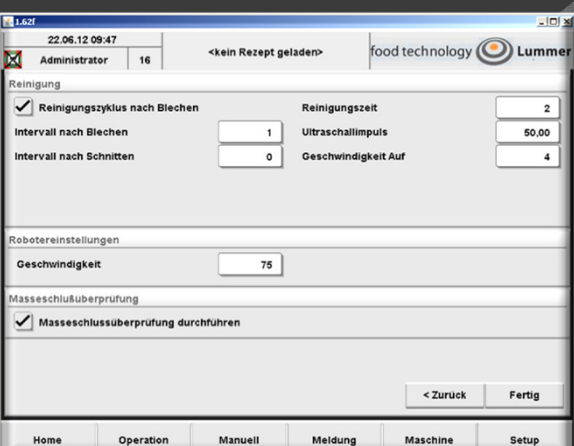 1.62f
22.06.12 09:47
Administrator 16
<kein Rezept geladen>
food technology Lummer
Reinigung
Reinigungszyklus nach Blechen
Reinigungszeit 2
Intervall nach Blechen 1
Ultraschallimpuls 50,00
Intervall nach Schnitten 0
Geschwindigkeit Auf 4
Robotereinstellungen
Geschwindigkeit 75
Masseschlußüberprüfung
Masseschlussüberprüfung durchführen
< Zurück Fertig
Home Operation Manuell Meldung Maschine Setup